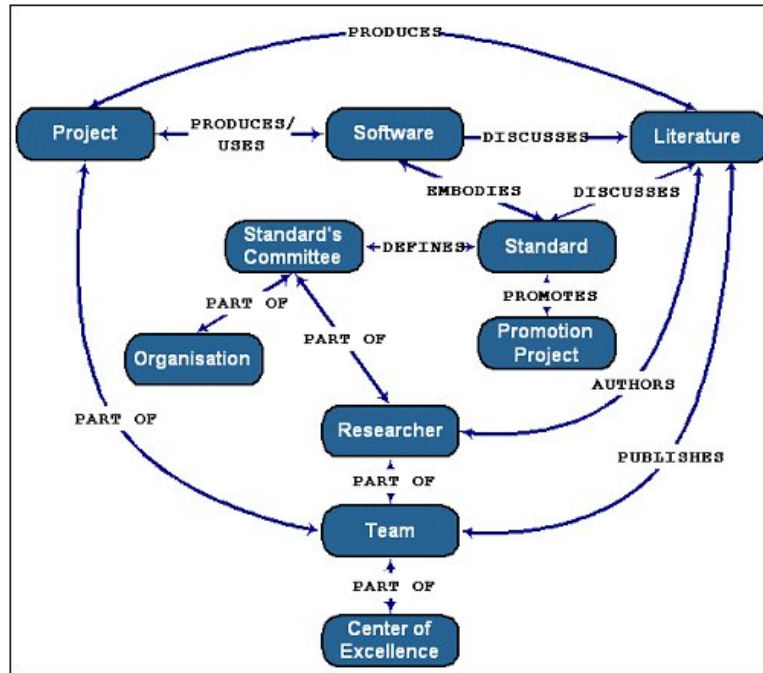 PRODUCES
Project
PRODUCES/
USES
Software
DISCUSSES
Literature
EMBODIES
DISCUSSES
Standard's
Committee
DEFINES
Standard
PART OF
PROMOTES
Organisation
PART OF
Promotion
Project
AUTHORS
PART OF
Researcher
PUBLISHES
PART OF
Team
PART OF
Center of
Excellence